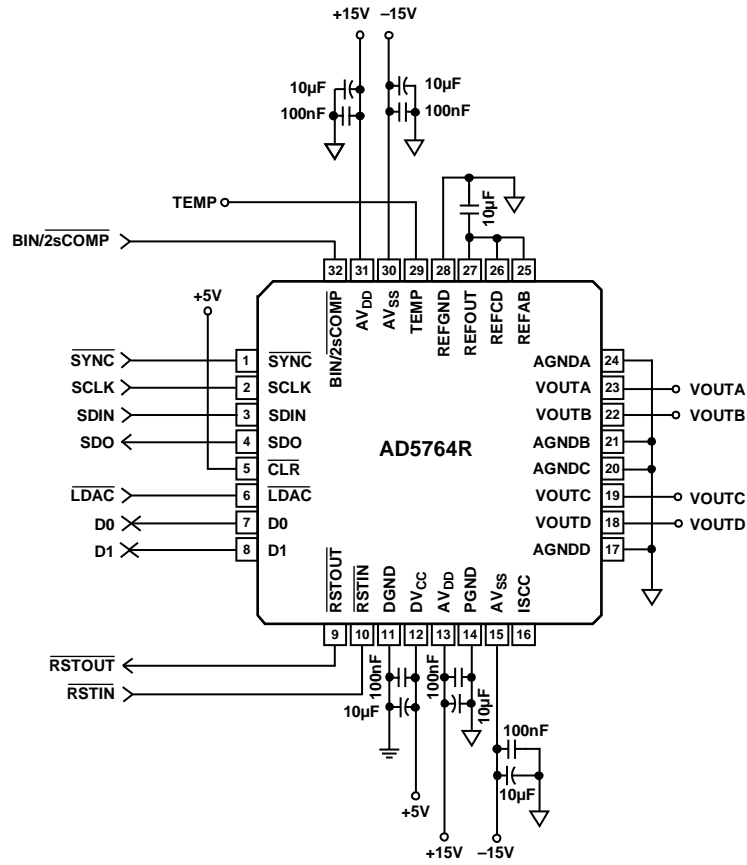 +15V –15V
10µF 10µF
100nF 100nF
TEMP
10µF
BIN/2sCOMP
32 31 30 29 28 27 26 25
+5V
BIN/2sCOMP
AVDD
AVSS
TEMP
REFGND
REFOUT
REFCD
REFAB
SYNC 1 SYNC
SCLK 2 SCLK
SDIN 3 SDIN
SDO 4 SDO
5 CLR
LDAC 6 LDAC
D0 7 D0
D1 8 D1
AD5764R
AGNDA 24
VOUTA 23 VOUTA
VOUTB 22 VOUTB
AGNDB 21
AGNDC 20
VOUTC 19 VOUTC
VOUTD 18 VOUTD
AGNDD 17
RSTOUT
RSTIN
DGND
DVCC
AVDD
PGND
AVSS
ISCC
9 10 11 12 13 14 15 16
RSTOUT
RSTIN
100nF
10µF
100nF
10µF
100nF
10µF
+5V
+15V –15V